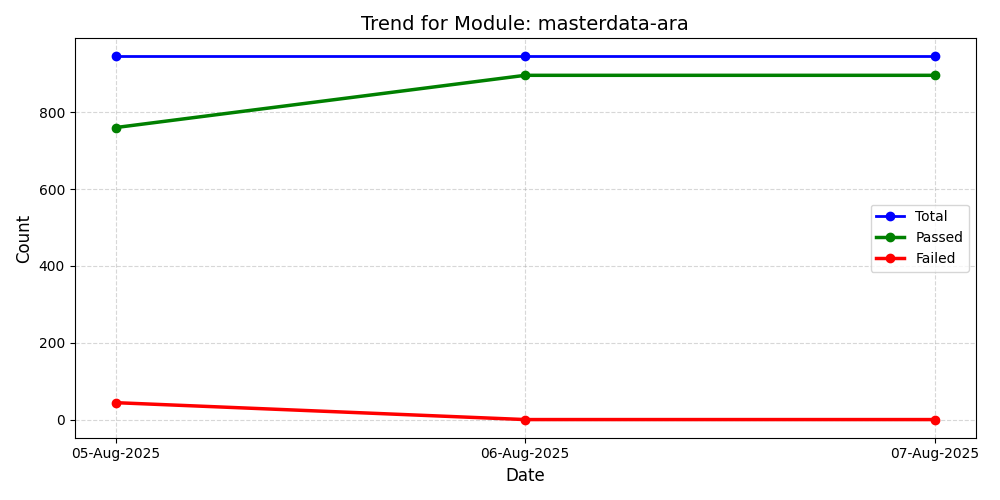 Trend for Module: masterdata-ara
Count
800
600
400
200
0
Total
Passed
Failed
05-Aug-2025
06-Aug-2025
07-Aug-2025
Date